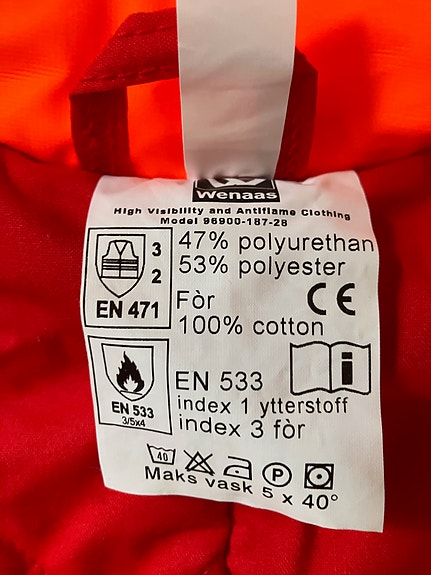 Wenaas
High Visibility and Antiflame Clothing
Model 96900-187-28
3
2
EN 471
47% polyurethan
53% polyester
Fòr
100% cotton
CE
EN 533
3/5x4
i
EN 533
index 1 ytterstoff
index 3 fòr
40 P
Maks vask 5 x 40°